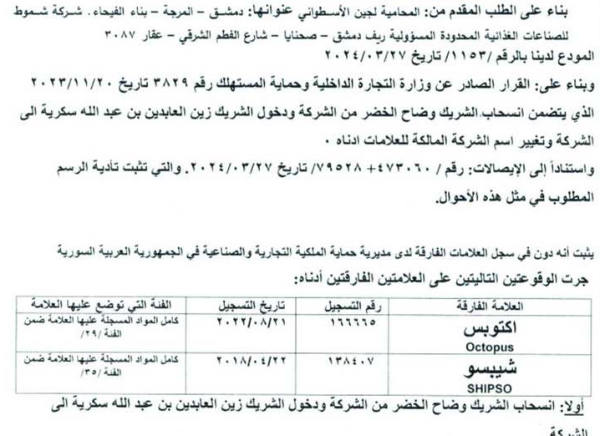 بناء على الطلب المقدم من: المحامية لجين الأسطواني عنوانها: دمشق – المرجة – بناء الفيحاء. شركة شموط
للصناعات الغذائية المحدودة المسؤولية ريف دمشق – صحنايا – شارع الفطم الشرقي – عقار ٣٠٨٧
المودع لدينا بالرقم /١١٥٣/ تاريخ ٢٠٢٤/٠٣/٢٧
وبناء على: القرار الصادر عن وزارة التجارة الداخلية وحماية المستهلك رقم ٣٨٢٩ تاريخ ٢٠٢٣/١١/٢٠
الذي يتضمن انسحاب الشريك وضاح الخضر من الشركة ودخول الشريك زين العابدين بن عبد الله سكرية الى
الشركة وتغيير اسم الشركة المالكة للعلامات ادناه ٠
واستناداً إلى الإيصالات: رقم / ٤٧٣٠٦٠+ ٧٩٥٢٨/ تاريخ ٢٠٢٤/٠٣/٢٧. والتي تثبت تأدية الرسم
المطلوب في مثل هذه الأحوال.
يثبت أنه دون في سجل العلامات الفارقة لدى مديرية حماية الملكية التجارية والصناعية في الجمهورية العربية السورية
جرت الوقوعتين التاليتين على العلامتين الفارقتين أدناه:
العلامة الفارقة رقم التسجيل تاريخ التسجيل الفئة التي توضع عليها العلامة
اكتوبس ١٦٦٦٦٥ ٢٠٢٢/٠٨/٢١ كامل المواد المسجلة عليها العلامة ضمن
Octopus الفئة /٢٩/
شيبسو ١٣٨٤٠٧ ٢٠١٨/٠٤/٢٢ كامل المواد المسجلة عليها العلامة ضمن
SHIPSO الفئة /٣٥/
أولا: انسحاب الشريك وضاح الخضر من الشركة ودخول الشريك زين العابدين بن عبد الله سكرية الى
الشركة